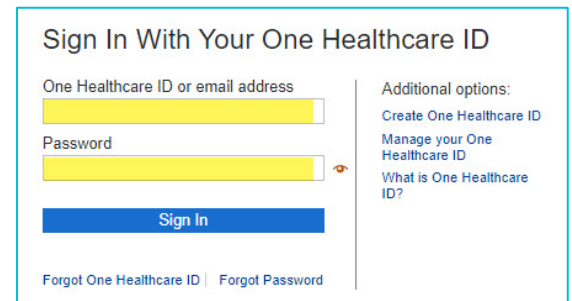 Sign In With Your One Healthcare ID
One Healthcare ID or email address
Password
Sign In
Forgot One Healthcare ID | Forgot Password
Additional options:
Create One Healthcare ID
Manage your One
Healthcare ID
What is One Healthcare
ID?